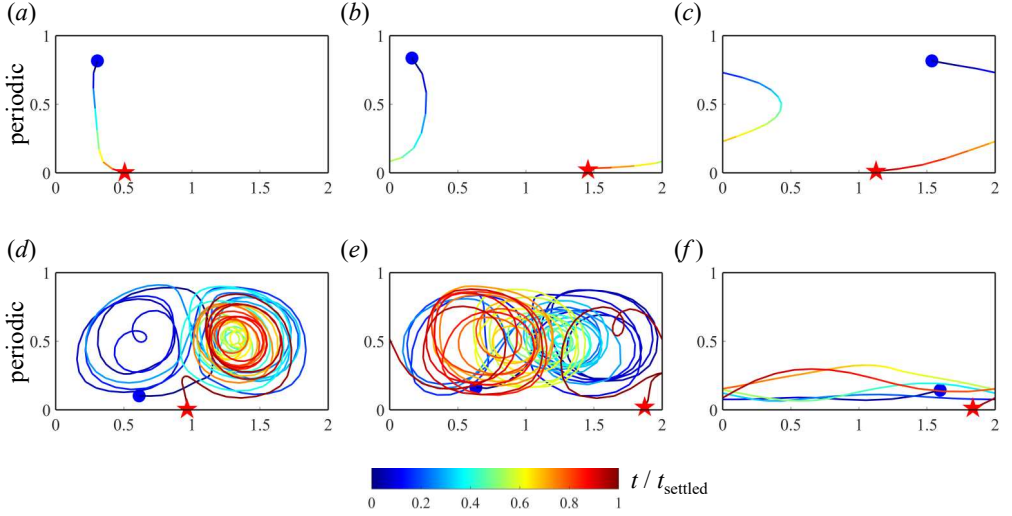 (a) (b) (c)
1 1 1
periodic
0.5 0.5 0.5
0 0 0
0 0.5 1 1.5 2 0 0.5 1 1.5 2 0 0.5 1 1.5 2
(d) (e) (f)
1 1 1
periodic
0.5 0.5 0.5
0 0 0
0 0.5 1 1.5 2 0 0.5 1 1.5 2 0 0.5 1 1.5 2
t / t_settled
0 0.2 0.4 0.6 0.8 1